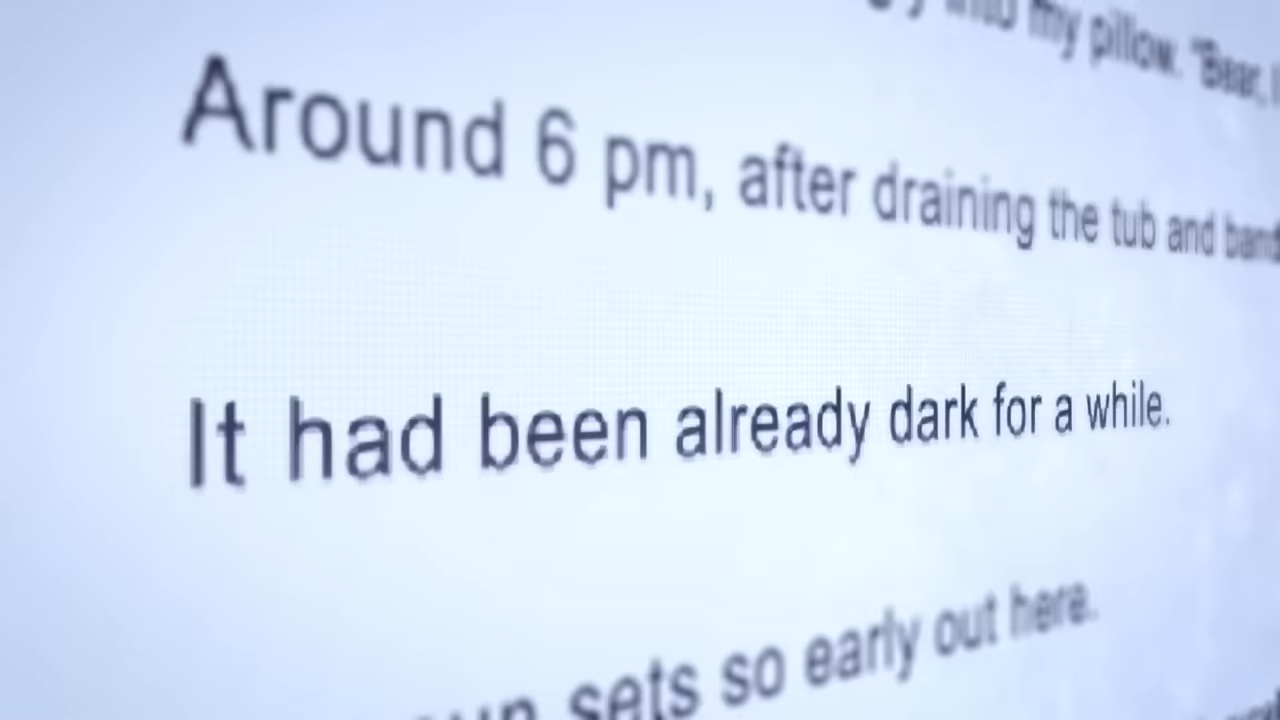 into my pillow. "Bear,
Around 6 pm, after draining the tub and
It had been already dark for a while.
sets so early out here.